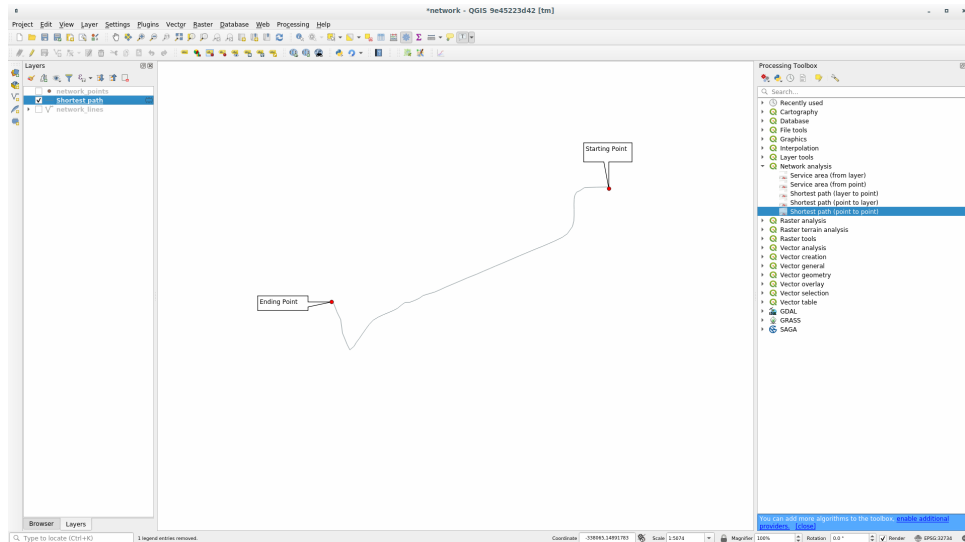 *network - QGIS 9e45223d42 [tm]
Project Edit View Layer Settings Plugins Vector Raster Database Web Processing Help
Layers
network_points
Shortest path
network_lines
Starting Point
Ending Point
Processing Toolbox
Search...
Recently used
Cartography
Database
File tools
Graphics
Interpolation
Layer tools
Network analysis
Service area (from layer)
Service area (from point)
Shortest path (layer to point)
Shortest path (point to layer)
Shortest path (point to point)
Raster analysis
Raster terrain analysis
Raster tools
Vector analysis
Vector creation
Vector general
Vector geometry
Vector overlay
Vector selection
Vector table
GDAL
GRASS
SAGA
You can add more algorithms to the toolbox, enable additional
providers. [close]
Browser Layers
Type to locate (Ctrl+K) 1 legend entries removed. Coordinate -338065,14891783 Scale 1:5074 Magnifier 100% Rotation 0.0 ° Render EPSG:32734